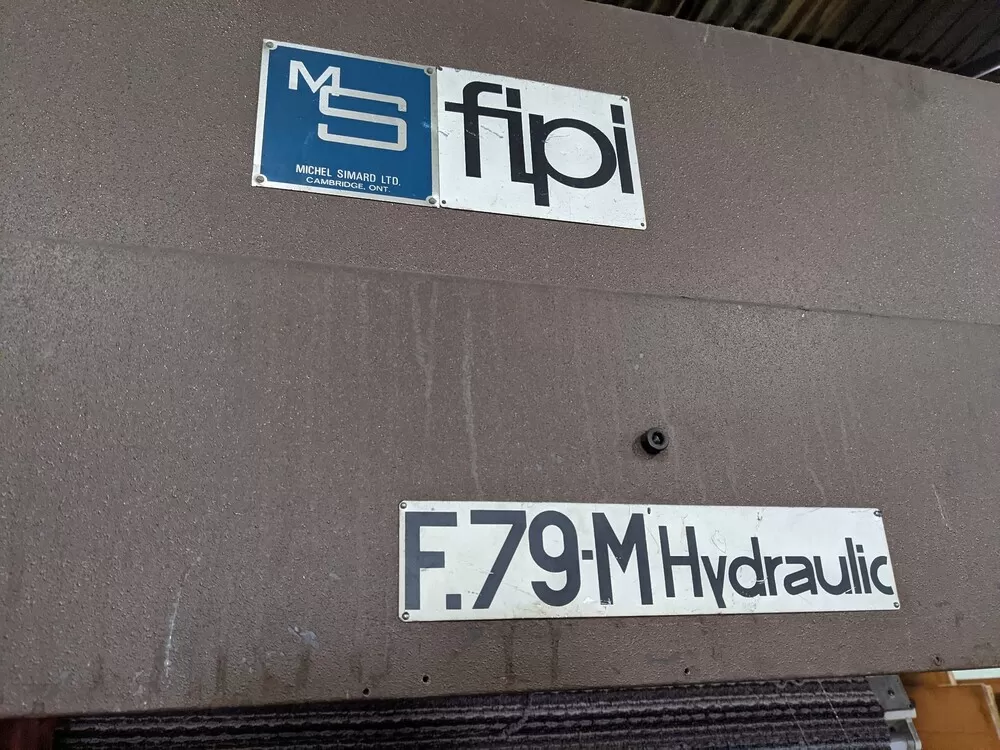 MS
MICHEL SIMARD LTD.
CAMBRIDGE, ONT.
fipi
F.79-M Hydraulic